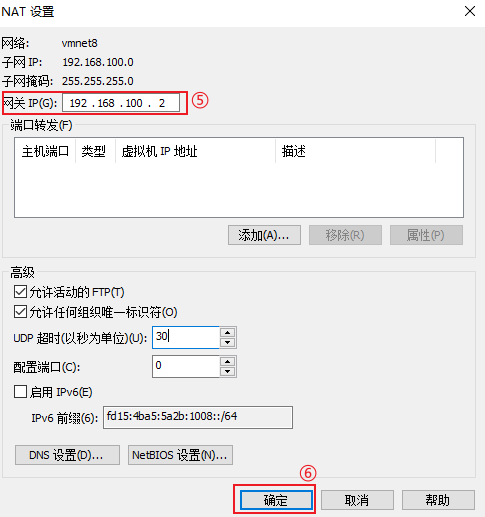 NAT 设置
网络: vmnet8
子网 IP: 192.168.100.0
子网掩码: 255.255.255.0
网关 IP(G): 192 . 168 . 100 . 2 ⑤
端口转发(F)
主机端口 类型 虚拟机 IP 地址 描述
添加(A)... 移除(R) 属性(P)
高级
允许活动的 FTP(T)
允许任何组织唯一标识符(O)
UDP 超时(以秒为单位)(U): 30
配置端口(C): 0
启用 IPv6(E)
IPv6 前缀(6): fd15:4ba5:5a2b:1008::/64
DNS 设置(D)... NetBIOS 设置(N)...
⑥
确定 取消 帮助